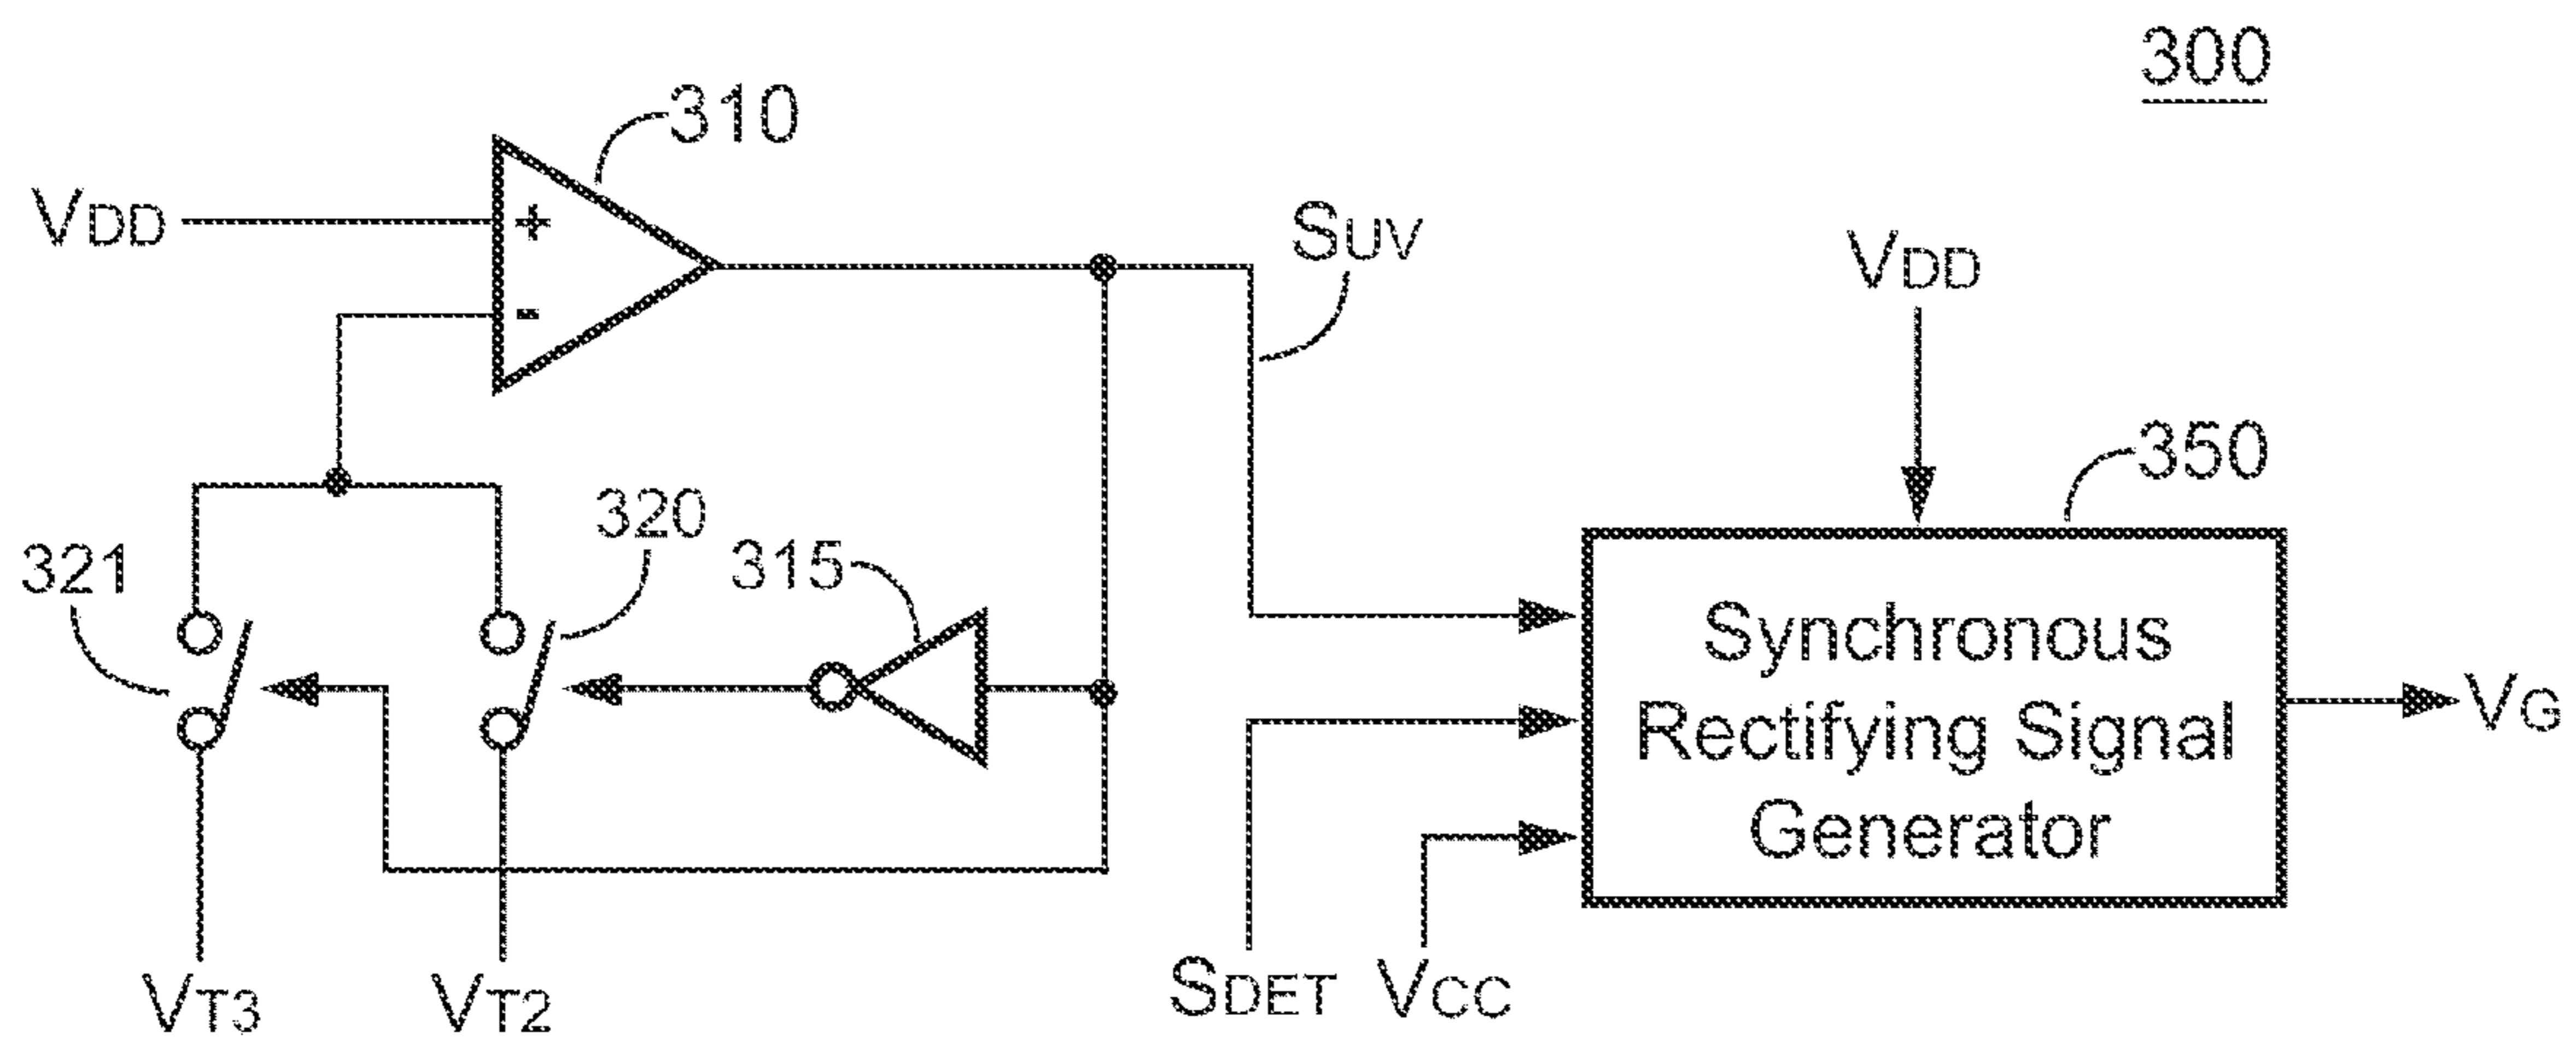 300
310
VDD
+
-
SUV
VDD
350
321
320
315
Synchronous
Rectifying Signal
Generator
VG
VT3
VT2
SDET
VCC